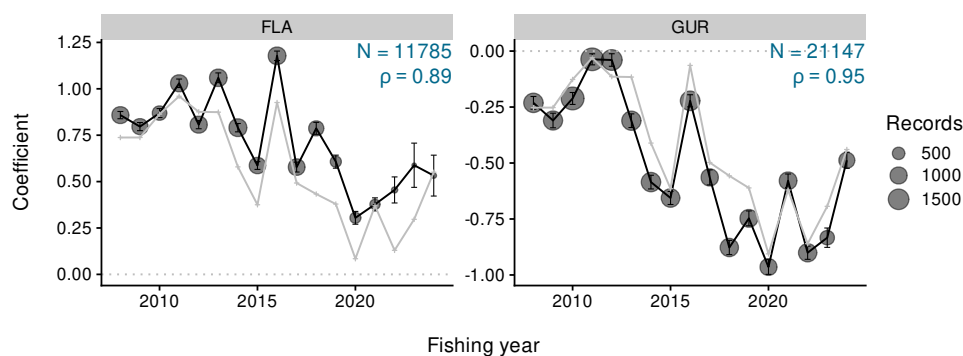 FLA
GUR
N = 11785
ρ = 0.89
N = 21147
ρ = 0.95
Coefficient
1.25
1.00
0.75
0.50
0.25
0.00
0.00
-0.25
-0.50
-0.75
-1.00
2010 2015 2020
2010 2015 2020
Fishing year
Records
500
1000
1500